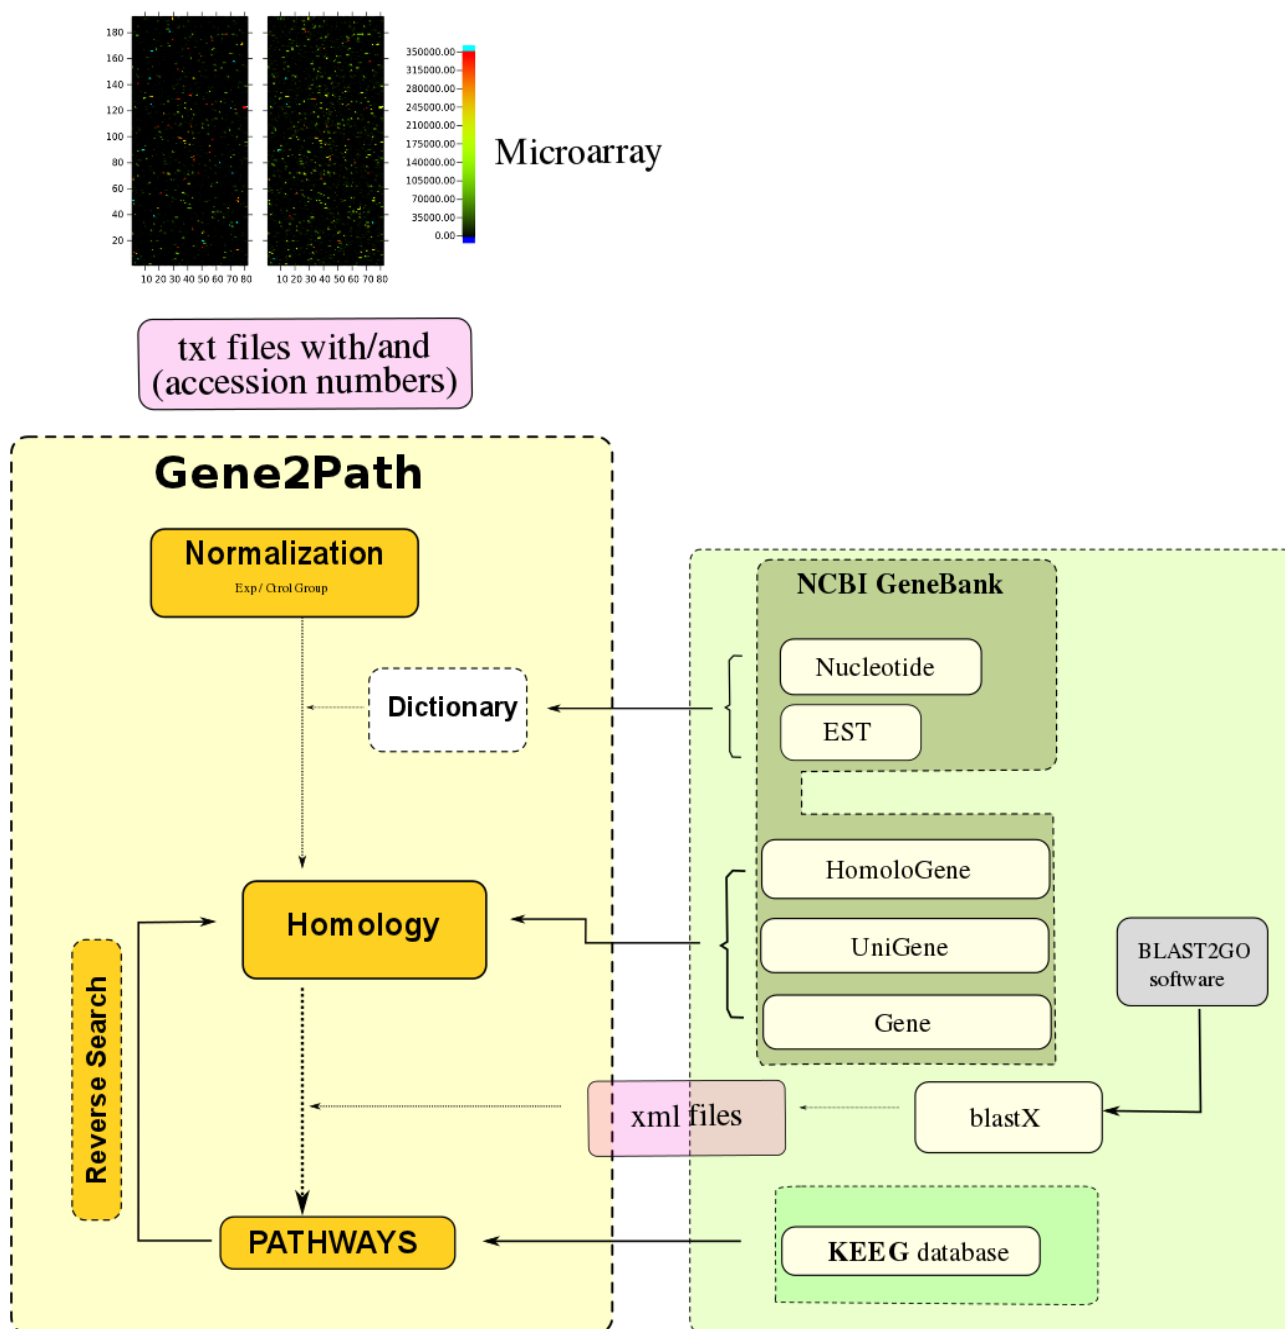 180
160
140
120
100
80
60
40
20
10 20 30 40 50 60 70 80
10 20 30 40 50 60 70 80
350000.00
315000.00
280000.00
245000.00
210000.00
175000.00
140000.00
105000.00
70000.00
35000.00
0.00
Microarray
txt files with/and
(accession numbers)
Gene2Path
Normalization
Exp / Ctrol Group
Dictionary
Homology
Reverse Search
PATHWAYS
NCBI GeneBank
Nucleotide
EST
HomoloGene
UniGene
Gene
BLAST2GO
software
xml files
blastX
KEEG database